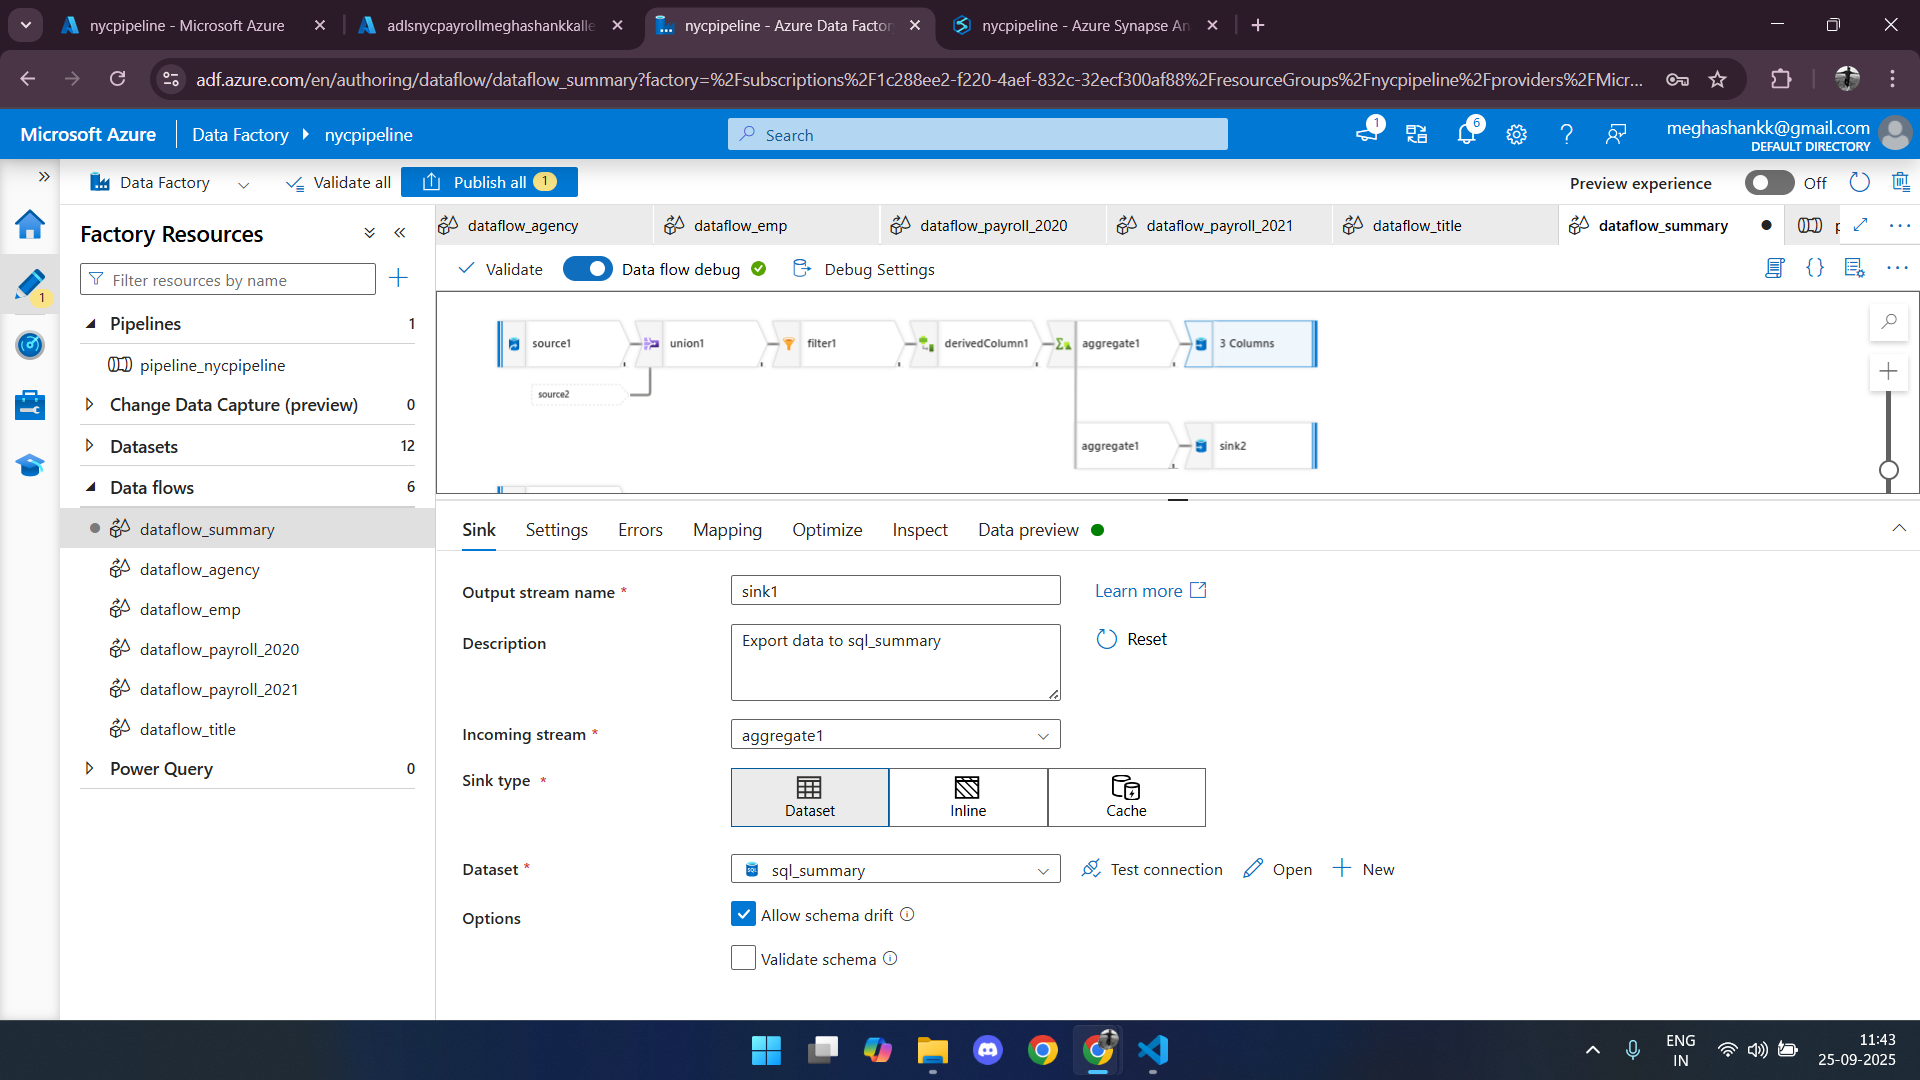 nycpipeline - Microsoft Azure
adlsnycpayrollmeghashankkalle
nycpipeline - Azure Data Factor
nycpipeline - Azure Synapse An
adf.azure.com/en/authoring/dataflow/dataflow_summary?factory=%2Fsubscriptions%2F1c288ee2-f220-4aef-832c-32ecf300af88%2FresourceGroups%2Fnycpipeline%2Fproviders%2FMicr...
Microsoft Azure
Data Factory
nycpipeline
Search
1
6
meghashankk@gmail.com
DEFAULT DIRECTORY
Data Factory
Validate all
Publish all 1
Preview experience
Off
Factory Resources
Filter resources by name
1
Pipelines 1
pipeline_nycpipeline
Change Data Capture (preview) 0
Datasets 12
Data flows 6
dataflow_summary
dataflow_agency
dataflow_emp
dataflow_payroll_2020
dataflow_payroll_2021
dataflow_title
Power Query 0
dataflow_agency
dataflow_emp
dataflow_payroll_2020
dataflow_payroll_2021
dataflow_title
dataflow_summary
p
Validate
Data flow debug
Debug Settings
source1
union1
filter1
derivedColumn1
aggregate1
3 Columns
source2
aggregate1
sink2
Sink
Settings
Errors
Mapping
Optimize
Inspect
Data preview
Output stream name *
sink1
Learn more
Description
Export data to sql_summary
Reset
Incoming stream *
aggregate1
Sink type *
Dataset
Inline
Cache
Dataset *
SQL
sql_summary
Test connection
Open
New
Options
Allow schema drift
Validate schema
ENG
IN
11:43
25-09-2025